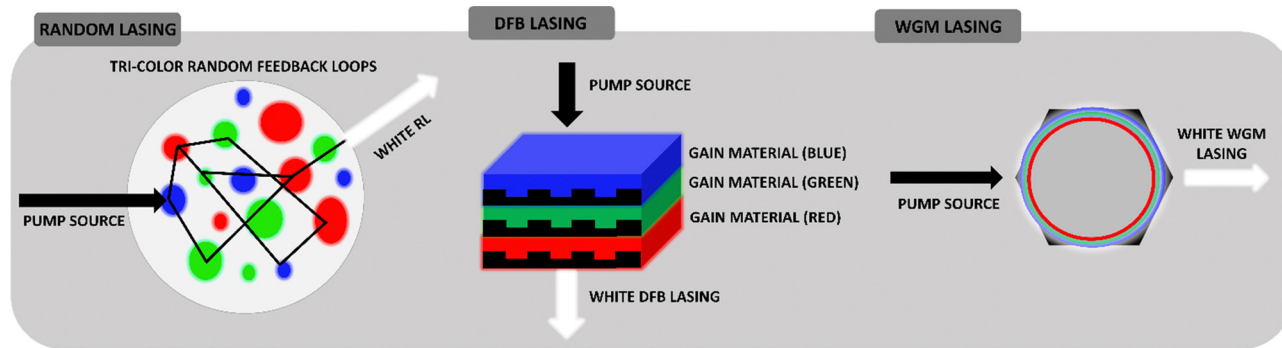 RANDOM LASING
TRI-COLOR RANDOM FEEDBACK LOOPS
WHITE RL
PUMP SOURCE
DFB LASING
PUMP SOURCE
GAIN MATERIAL (BLUE)
GAIN MATERIAL (GREEN)
GAIN MATERIAL (RED)
WHITE DFB LASING
WGM LASING
PUMP SOURCE
WHITE WGM
LASING